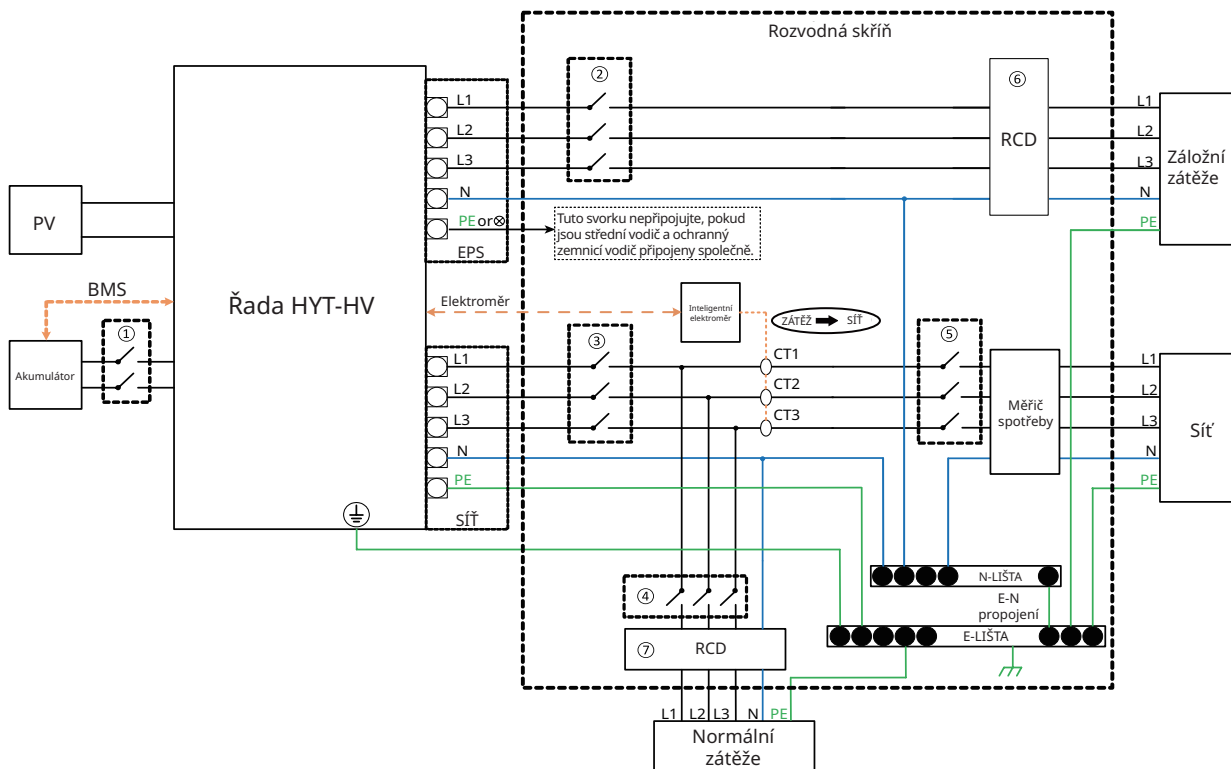 Rozvodná skříň
②
⑥
L1
L1
L2
RCD
L2
L3
L3
Záložní
zátěže
N
N
PE or⊗
PE
EPS
Tuto svorku nepřipojujte, pokud
jsou střední vodič a ochranný
zemnicí vodič připojeny společně.
PV
BMS
Řada HYT-HV
Elektroměr
Inteligentní
elektroměr
ZÁTĚŽ
SÍŤ
①
③
⑤
Akumulátor
L1
CT1
L1
L2
CT2
L2
L3
CT3
L3
Měřič
spotřeby
Síť
N
N
PE
PE
SÍŤ
N-LIŠTA
E-N
propojení
E-LIŠTA
④
⑦
RCD
L1
L2
L3
N
PE
Normální
zátěže